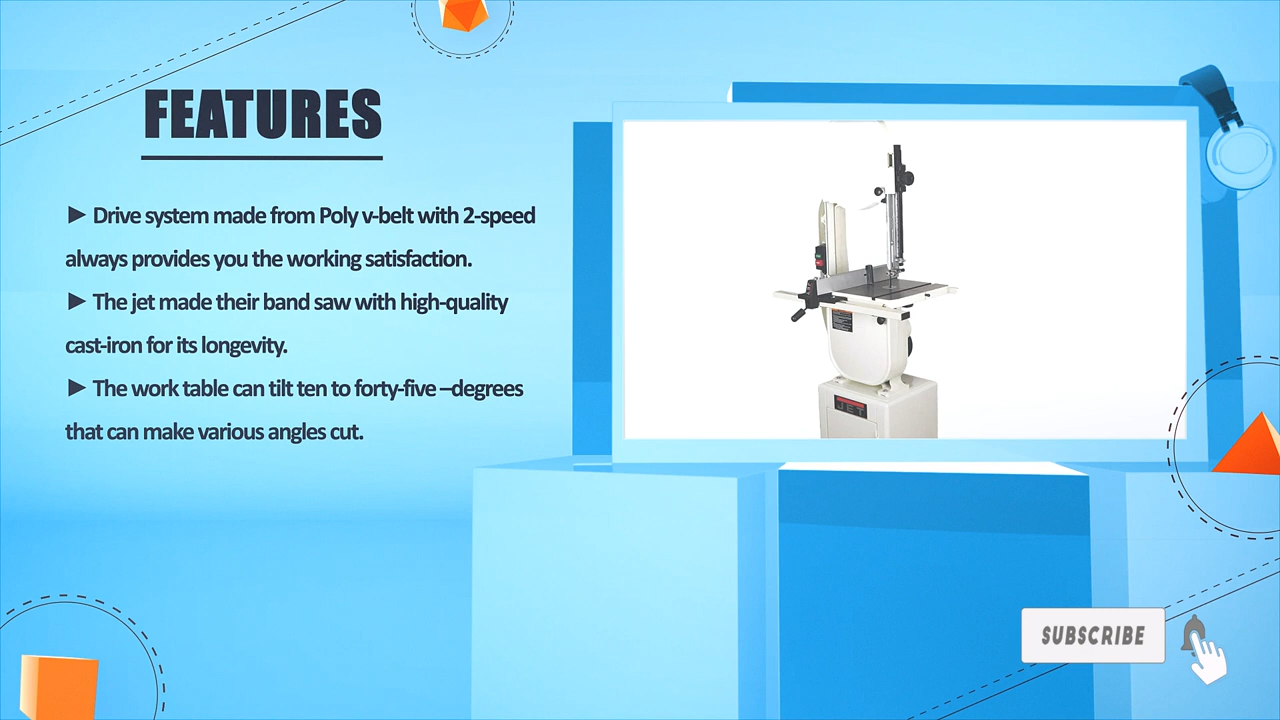 FEATURES
► Drive system made from Poly v-belt with 2-speed
always provides you the working satisfaction.
► The jet made their band saw with high-quality
cast-iron for its longevity.
► The work table can tilt ten to forty-five –degrees
that can make various angles cut.
JET
SUBSCRIBE